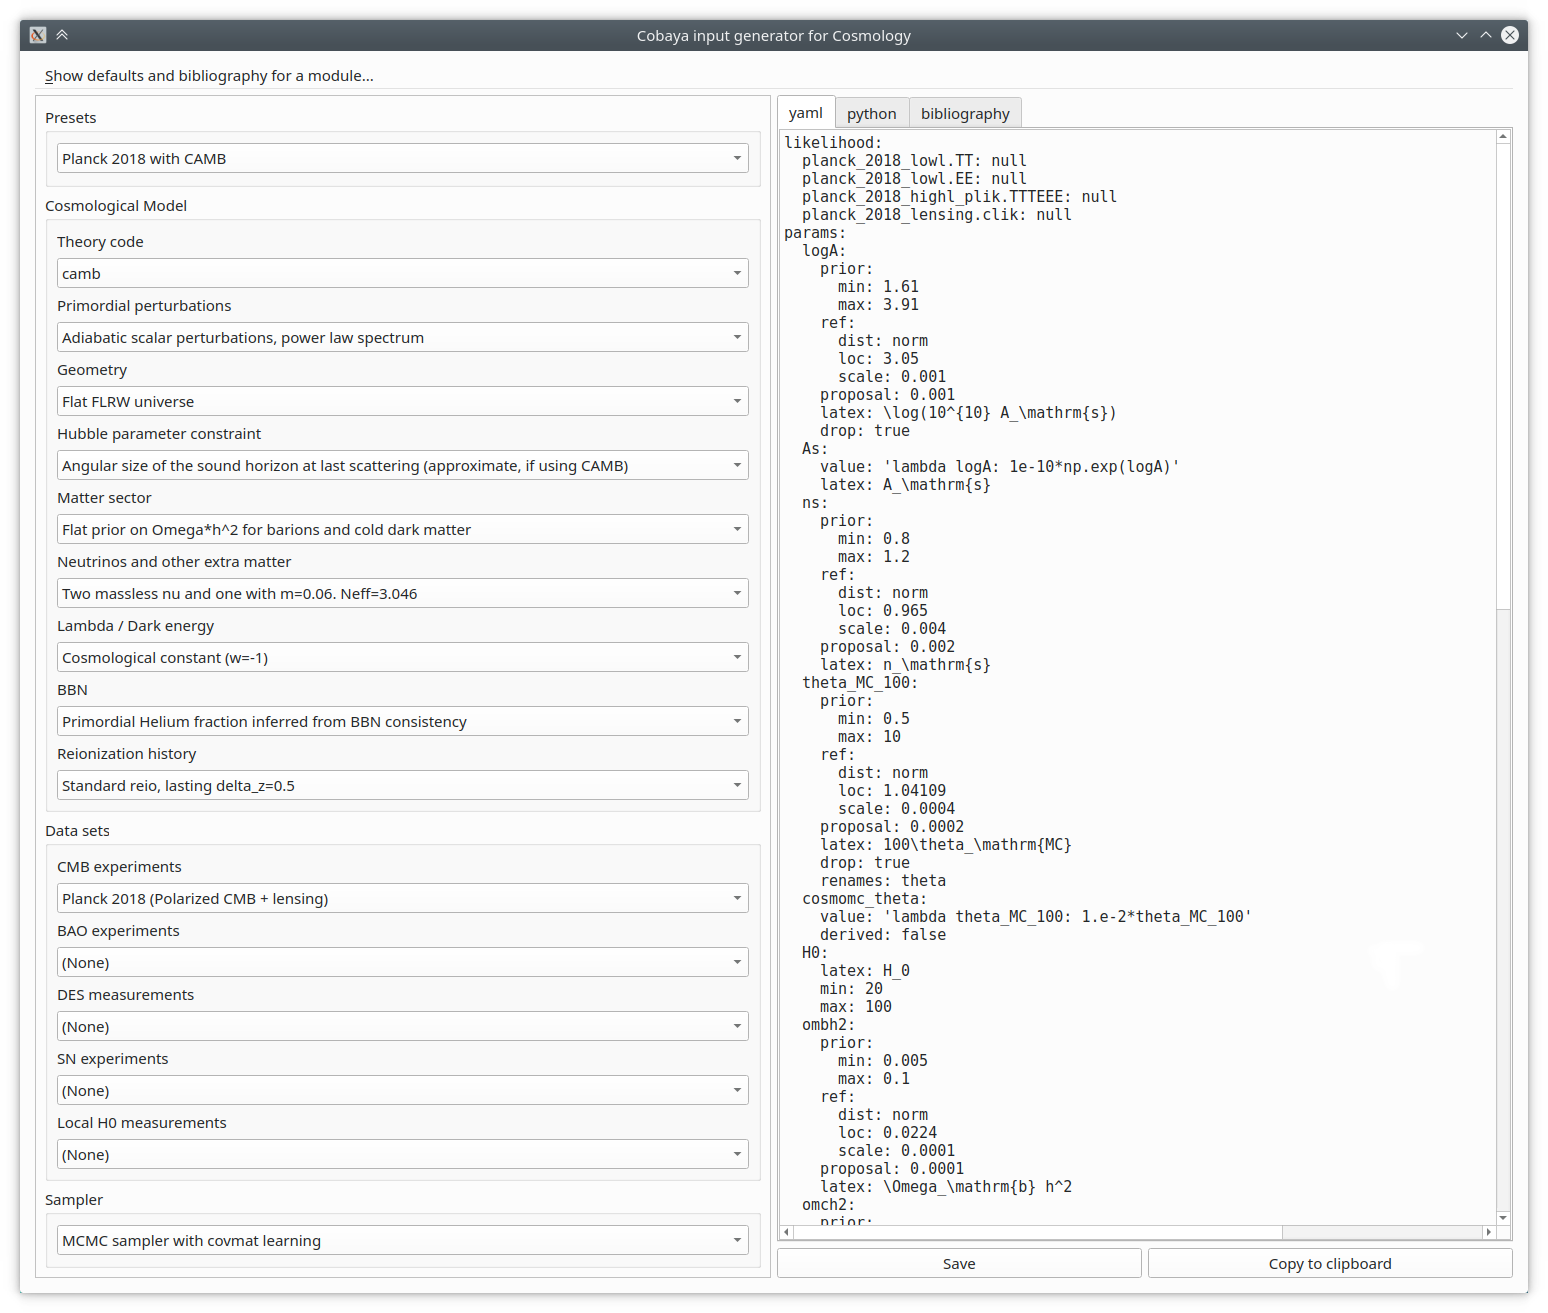 Cobaya input generator for Cosmology
Show defaults and bibliography for a module...
Presets
Planck 2018 with CAMB
Cosmological Model
Theory code
camb
Primordial perturbations
Adiabatic scalar perturbations, power law spectrum
Geometry
Flat FLRW universe
Hubble parameter constraint
Angular size of the sound horizon at last scattering (approximate, if using CAMB)
Matter sector
Flat prior on Omega*h^2 for barions and cold dark matter
Neutrinos and other extra matter
Two massless nu and one with m=0.06. Neff=3.046
Lambda / Dark energy
Cosmological constant (w=-1)
BBN
Primordial Helium fraction inferred from BBN consistency
Reionization history
Standard reio, lasting delta_z=0.5
Data sets
CMB experiments
Planck 2018 (Polarized CMB + lensing)
BAO experiments
(None)
DES measurements
(None)
SN experiments
(None)
Local H0 measurements
(None)
Sampler
MCMC sampler with covmat learning
yaml python bibliography
likelihood:
  planck_2018_lowl.TT: null
  planck_2018_lowl.EE: null
  planck_2018_highl_plik.TTTEEE: null
  planck_2018_lensing.clik: null
params:
  logA:
    prior:
      min: 1.61
      max: 3.91
    ref:
      dist: norm
      loc: 3.05
      scale: 0.001
    proposal: 0.001
    latex: \log(10^{10} A_\mathrm{s})
    drop: true
  As:
    value: 'lambda logA: 1e-10*np.exp(logA)'
    latex: A_\mathrm{s}
  ns:
    prior:
      min: 0.8
      max: 1.2
    ref:
      dist: norm
      loc: 0.965
      scale: 0.004
    proposal: 0.002
    latex: n_\mathrm{s}
  theta_MC_100:
    prior:
      min: 0.5
      max: 10
    ref:
      dist: norm
      loc: 1.04109
      scale: 0.0004
    proposal: 0.0002
    latex: 100\theta_\mathrm{MC}
    drop: true
    renames: theta
  cosmomc_theta:
    value: 'lambda theta_MC_100: 1.e-2*theta_MC_100'
    derived: false
  H0:
    latex: H_0
    min: 20
    max: 100
  ombh2:
    prior:
      min: 0.005
      max: 0.1
    ref:
      dist: norm
      loc: 0.0224
      scale: 0.0001
    proposal: 0.0001
    latex: \Omega_\mathrm{b} h^2
  omch2:
    prior:
Save
Copy to clipboard